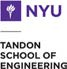 NYU
TANDON
SCHOOL OF
ENGINEERING